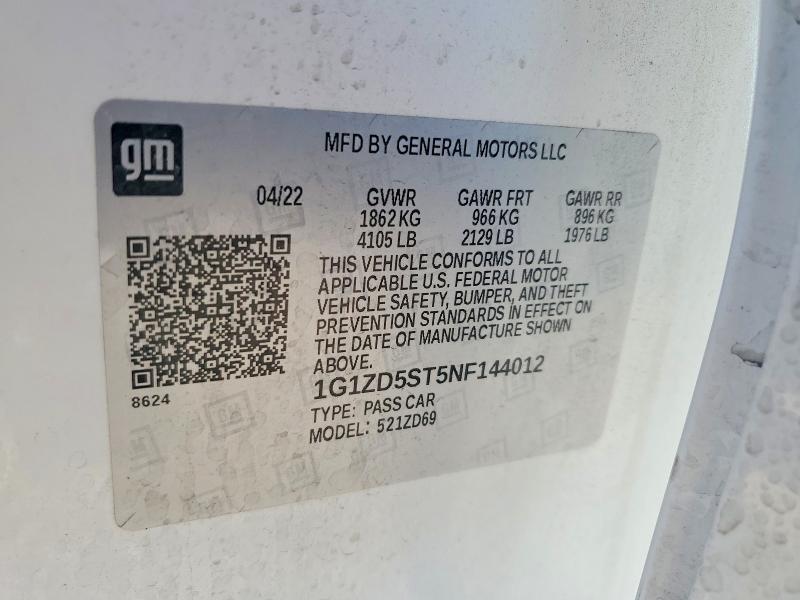 gm
MFD BY GENERAL MOTORS LLC
04/22 GVWR GAWR FRT GAWR RR
1862 KG 966 KG 896 KG
4105 LB 2129 LB 1976 LB
THIS VEHICLE CONFORMS TO ALL
APPLICABLE U.S. FEDERAL MOTOR
VEHICLE SAFETY, BUMPER, AND THEFT
PREVENTION STANDARDS IN EFFECT ON
THE DATE OF MANUFACTURE SHOWN
ABOVE.
8624
1G1ZD5ST5NF144012
TYPE: PASS CAR
MODEL: 521ZD69